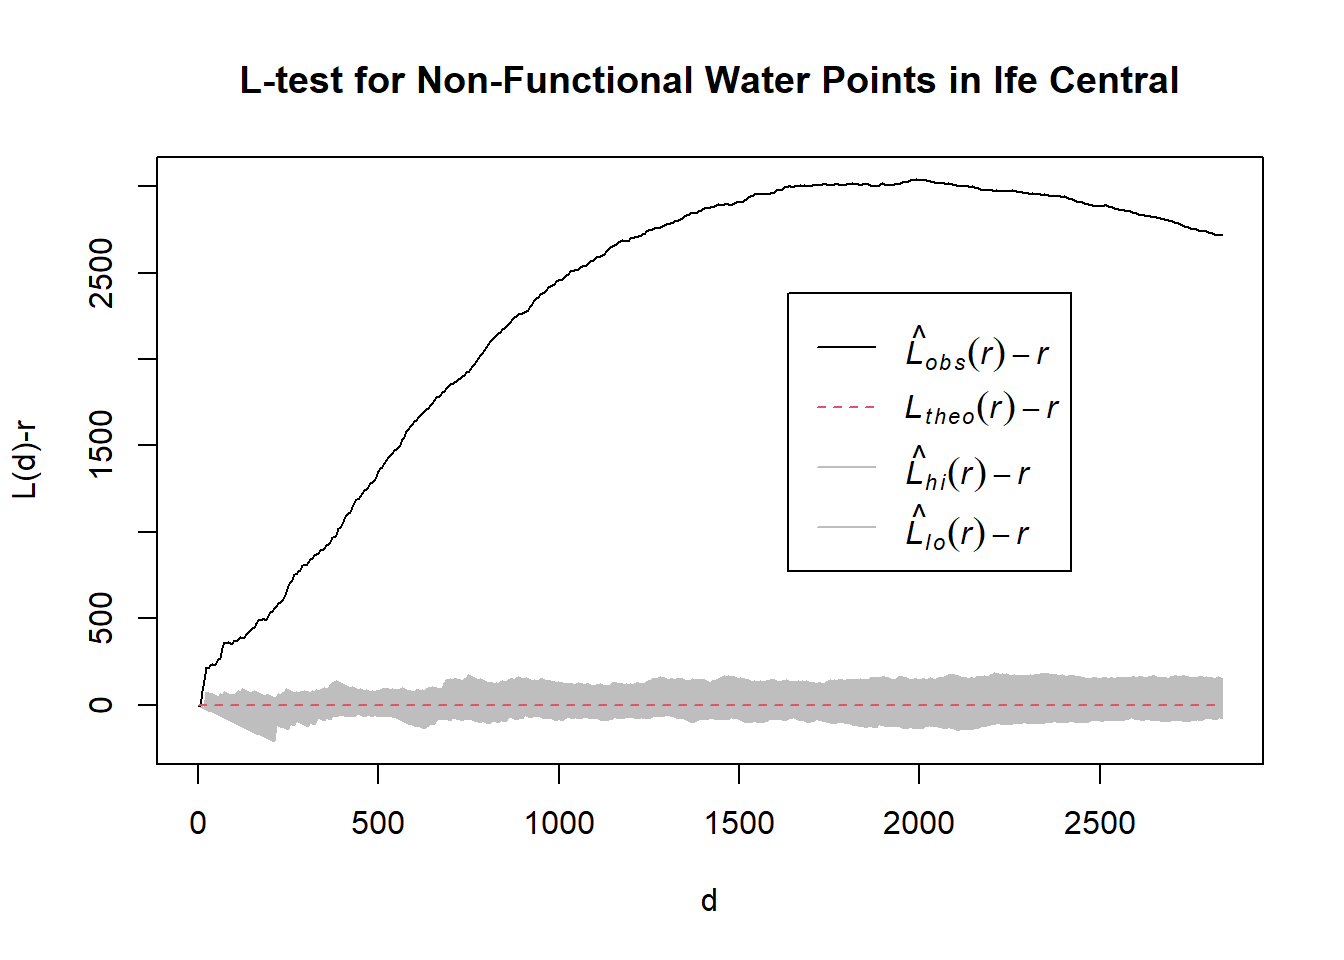 L-test for Non-Functional Water Points in Ife Central
L(d)-r
2500
1500
500
0
L̂obs(r) − r
Ltheo(r) − r
L̂hi(r) − r
L̂lo(r) − r
0 500 1000 1500 2000 2500
d